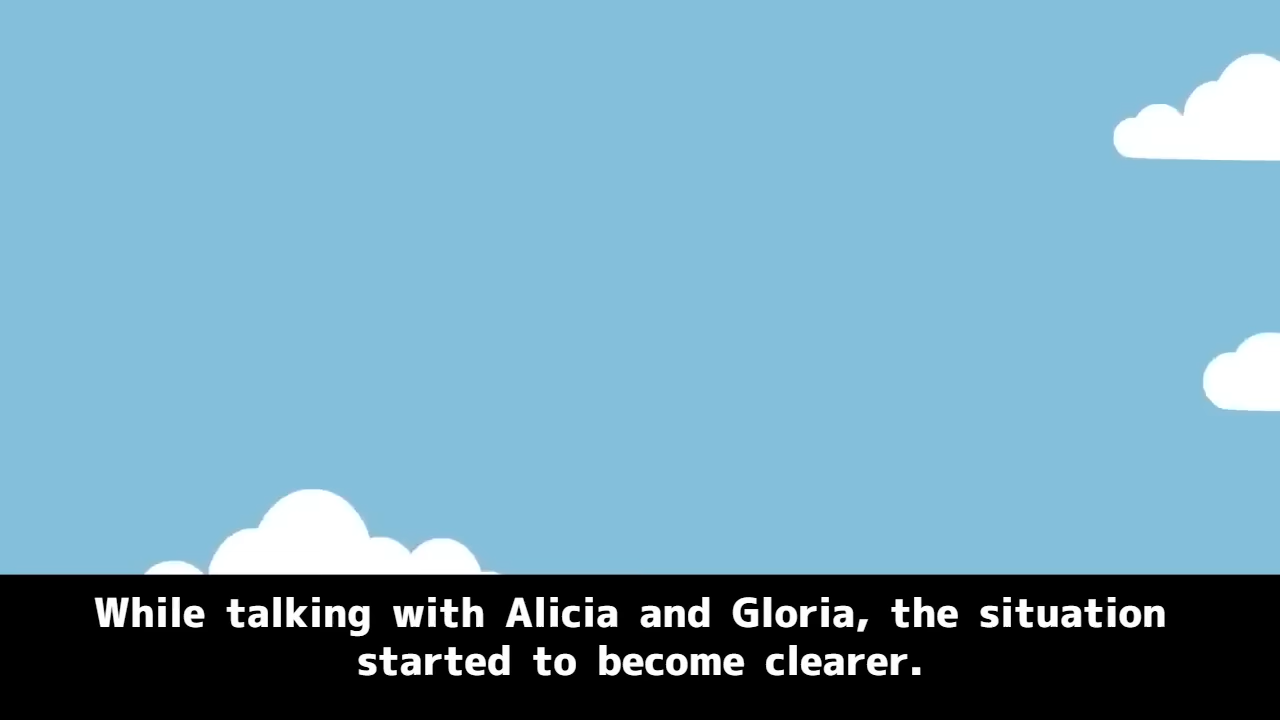 While talking with Alicia and Gloria, the situation
started to become clearer.